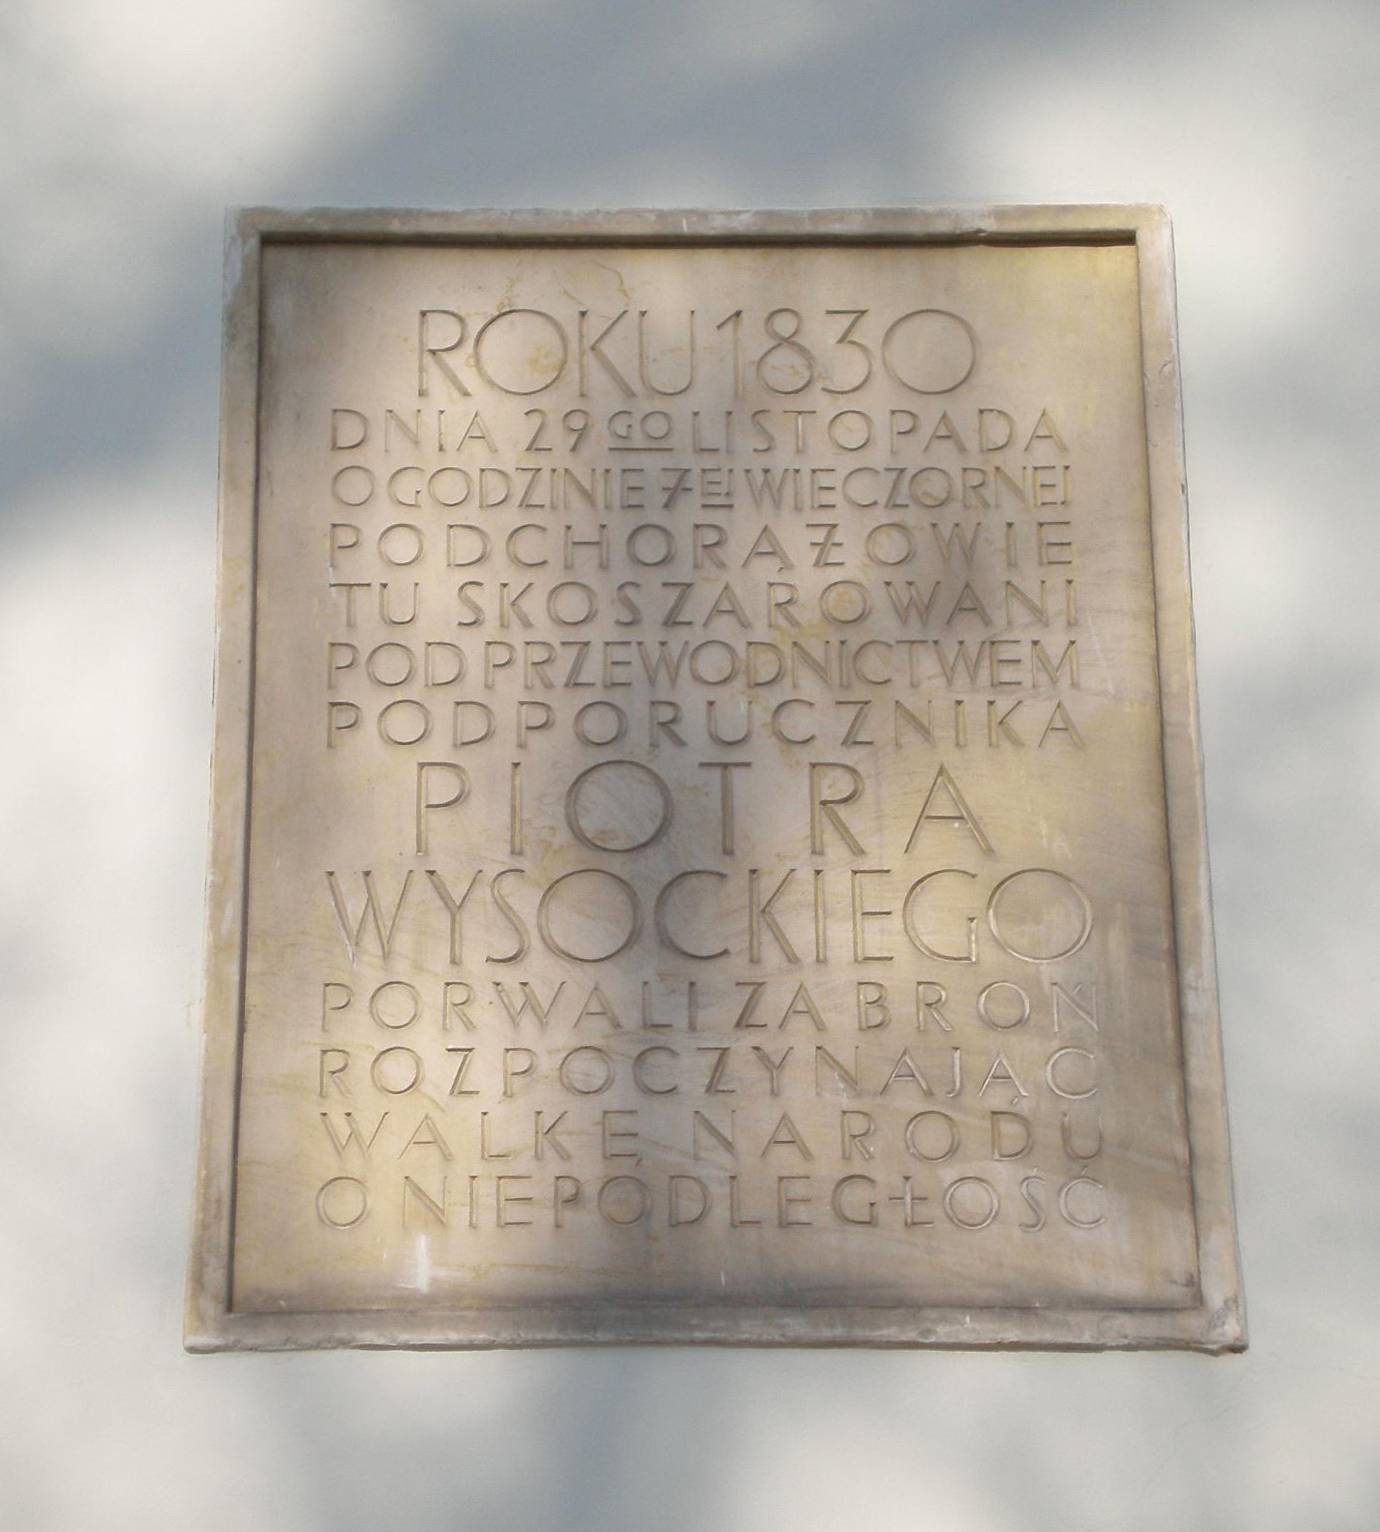 ROKU 1830
DNIA 29GO LISTOPADA
O GODZINIE 7EJ WIECZORNEJ
PODCHORĄŻOWIE
TU SKOSZAROWANI
POD PRZEWODNICTWEM
PODPORUCZNIKA
PIOTRA
WYSOCKIEGO
PORWALI ZA BROŃ
ROZPOCZYNAJĄC
WALKĘ NARODU
O NIEPODLEGŁOŚĆ